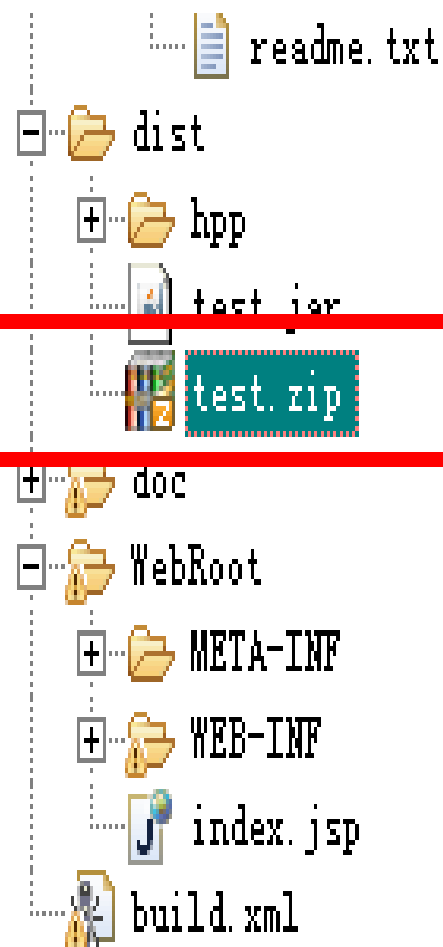 readme.txt
dist
hpp
test.jar
test.zip
doc
WebRoot
META-INF
WEB-INF
index.jsp
build.xml